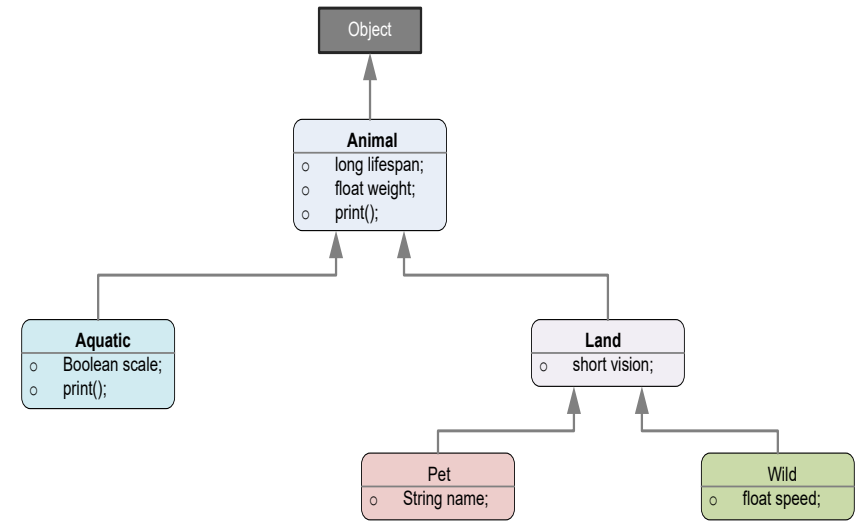 Object
Animal
○ long lifespan;
○ float weight;
○ print();
Aquatic
○ Boolean scale;
○ print();
Land
○ short vision;
Pet
○ String name;
Wild
○ float speed;